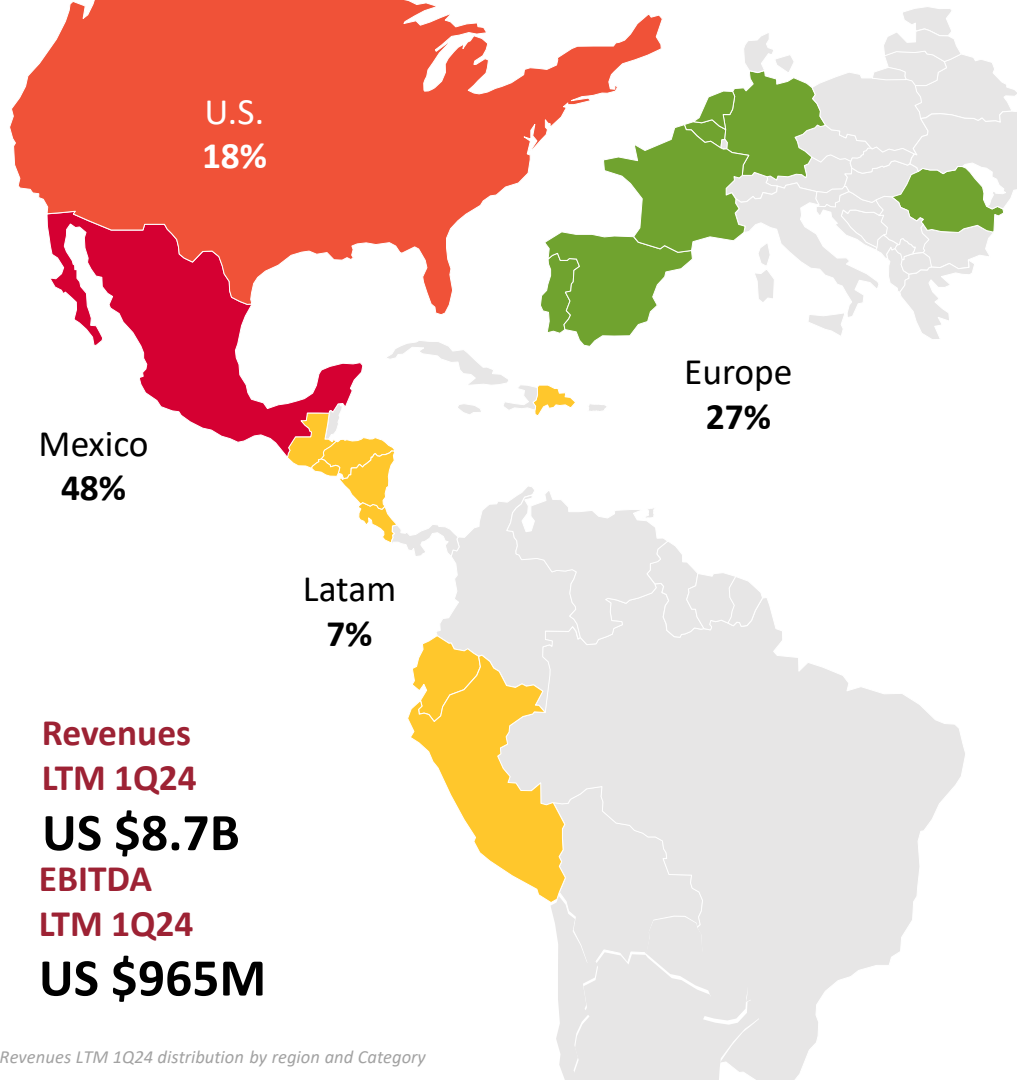 U.S.
18%
Europe
27%
Mexico
48%
Latam
7%
Revenues
LTM 1Q24
US $8.7B
EBITDA
LTM 1Q24
US $965M
Revenues LTM 1Q24 distribution by region and Category